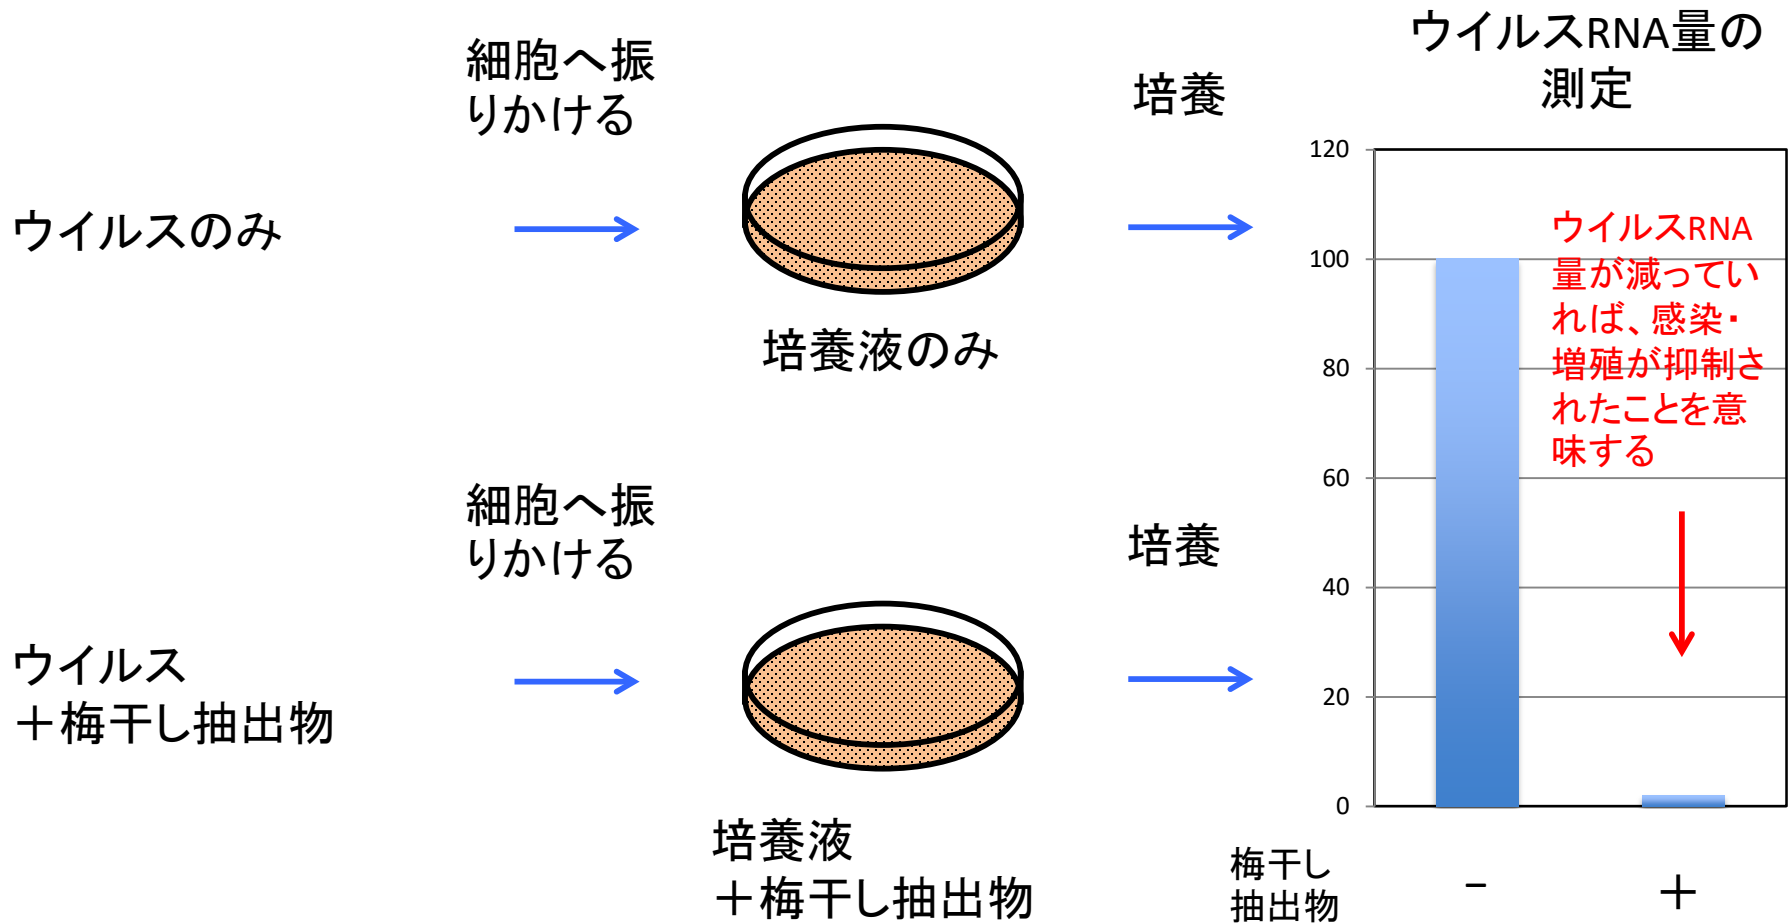 ウイルスのみ
細胞へ振
りかける
培養液のみ
培養
ウイルス
＋梅干し抽出物
細胞へ振
りかける
培養液
＋梅干し抽出物
培養
ウイルスRNA量の
測定
120
100
80
60
40
20
0
ウイルスRNA
量が減ってい
れば、感染・
増殖が抑制さ
れたことを意
味する
梅干し
抽出物
- ＋